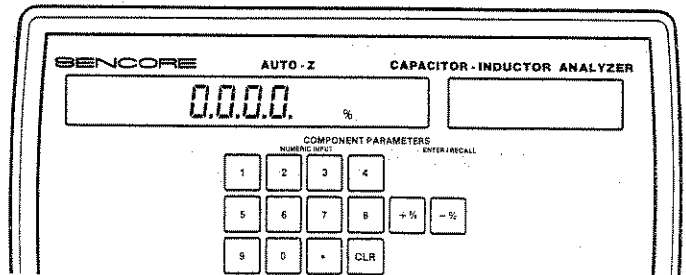 SENCORE AUTO - Z CAPACITOR - INDUCTOR ANALYZER
0.0.0.0. %
COMPONENT PARAMETERS
NUMERIC INPUT ENTER / RECALL
1 2 3 4
5 6 7 8 + % - %
9 0 • CLR